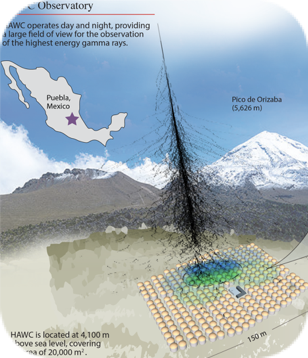 Observatory
HAWC operates day and night, providing
a large field of view for the observation
of the highest energy gamma rays.
Puebla,
Mexico
Pico de Orizaba
(5,626 m)
150 m
HAWC is located at 4,100 m
above sea level, covering
area of 20,000 m².